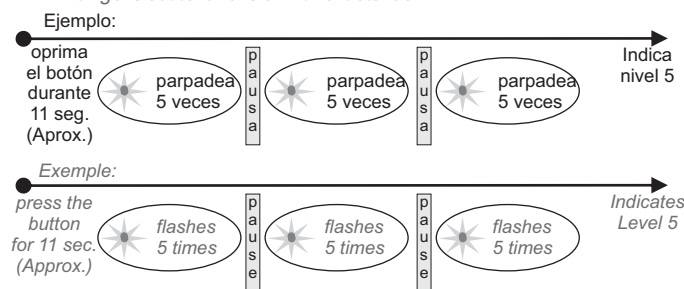 Ejemplo:
oprima
el botón
durante
11 seg.
(Aprox.)
parpadea
5 veces
pausa
parpadea
5 veces
pausa
parpadea
5 veces
Indica
nivel 5
Exemple:
press the
button
for 11 sec.
(Approx.)
flashes
5 times
pause
flashes
5 times
pause
flashes
5 times
Indicates
Level 5